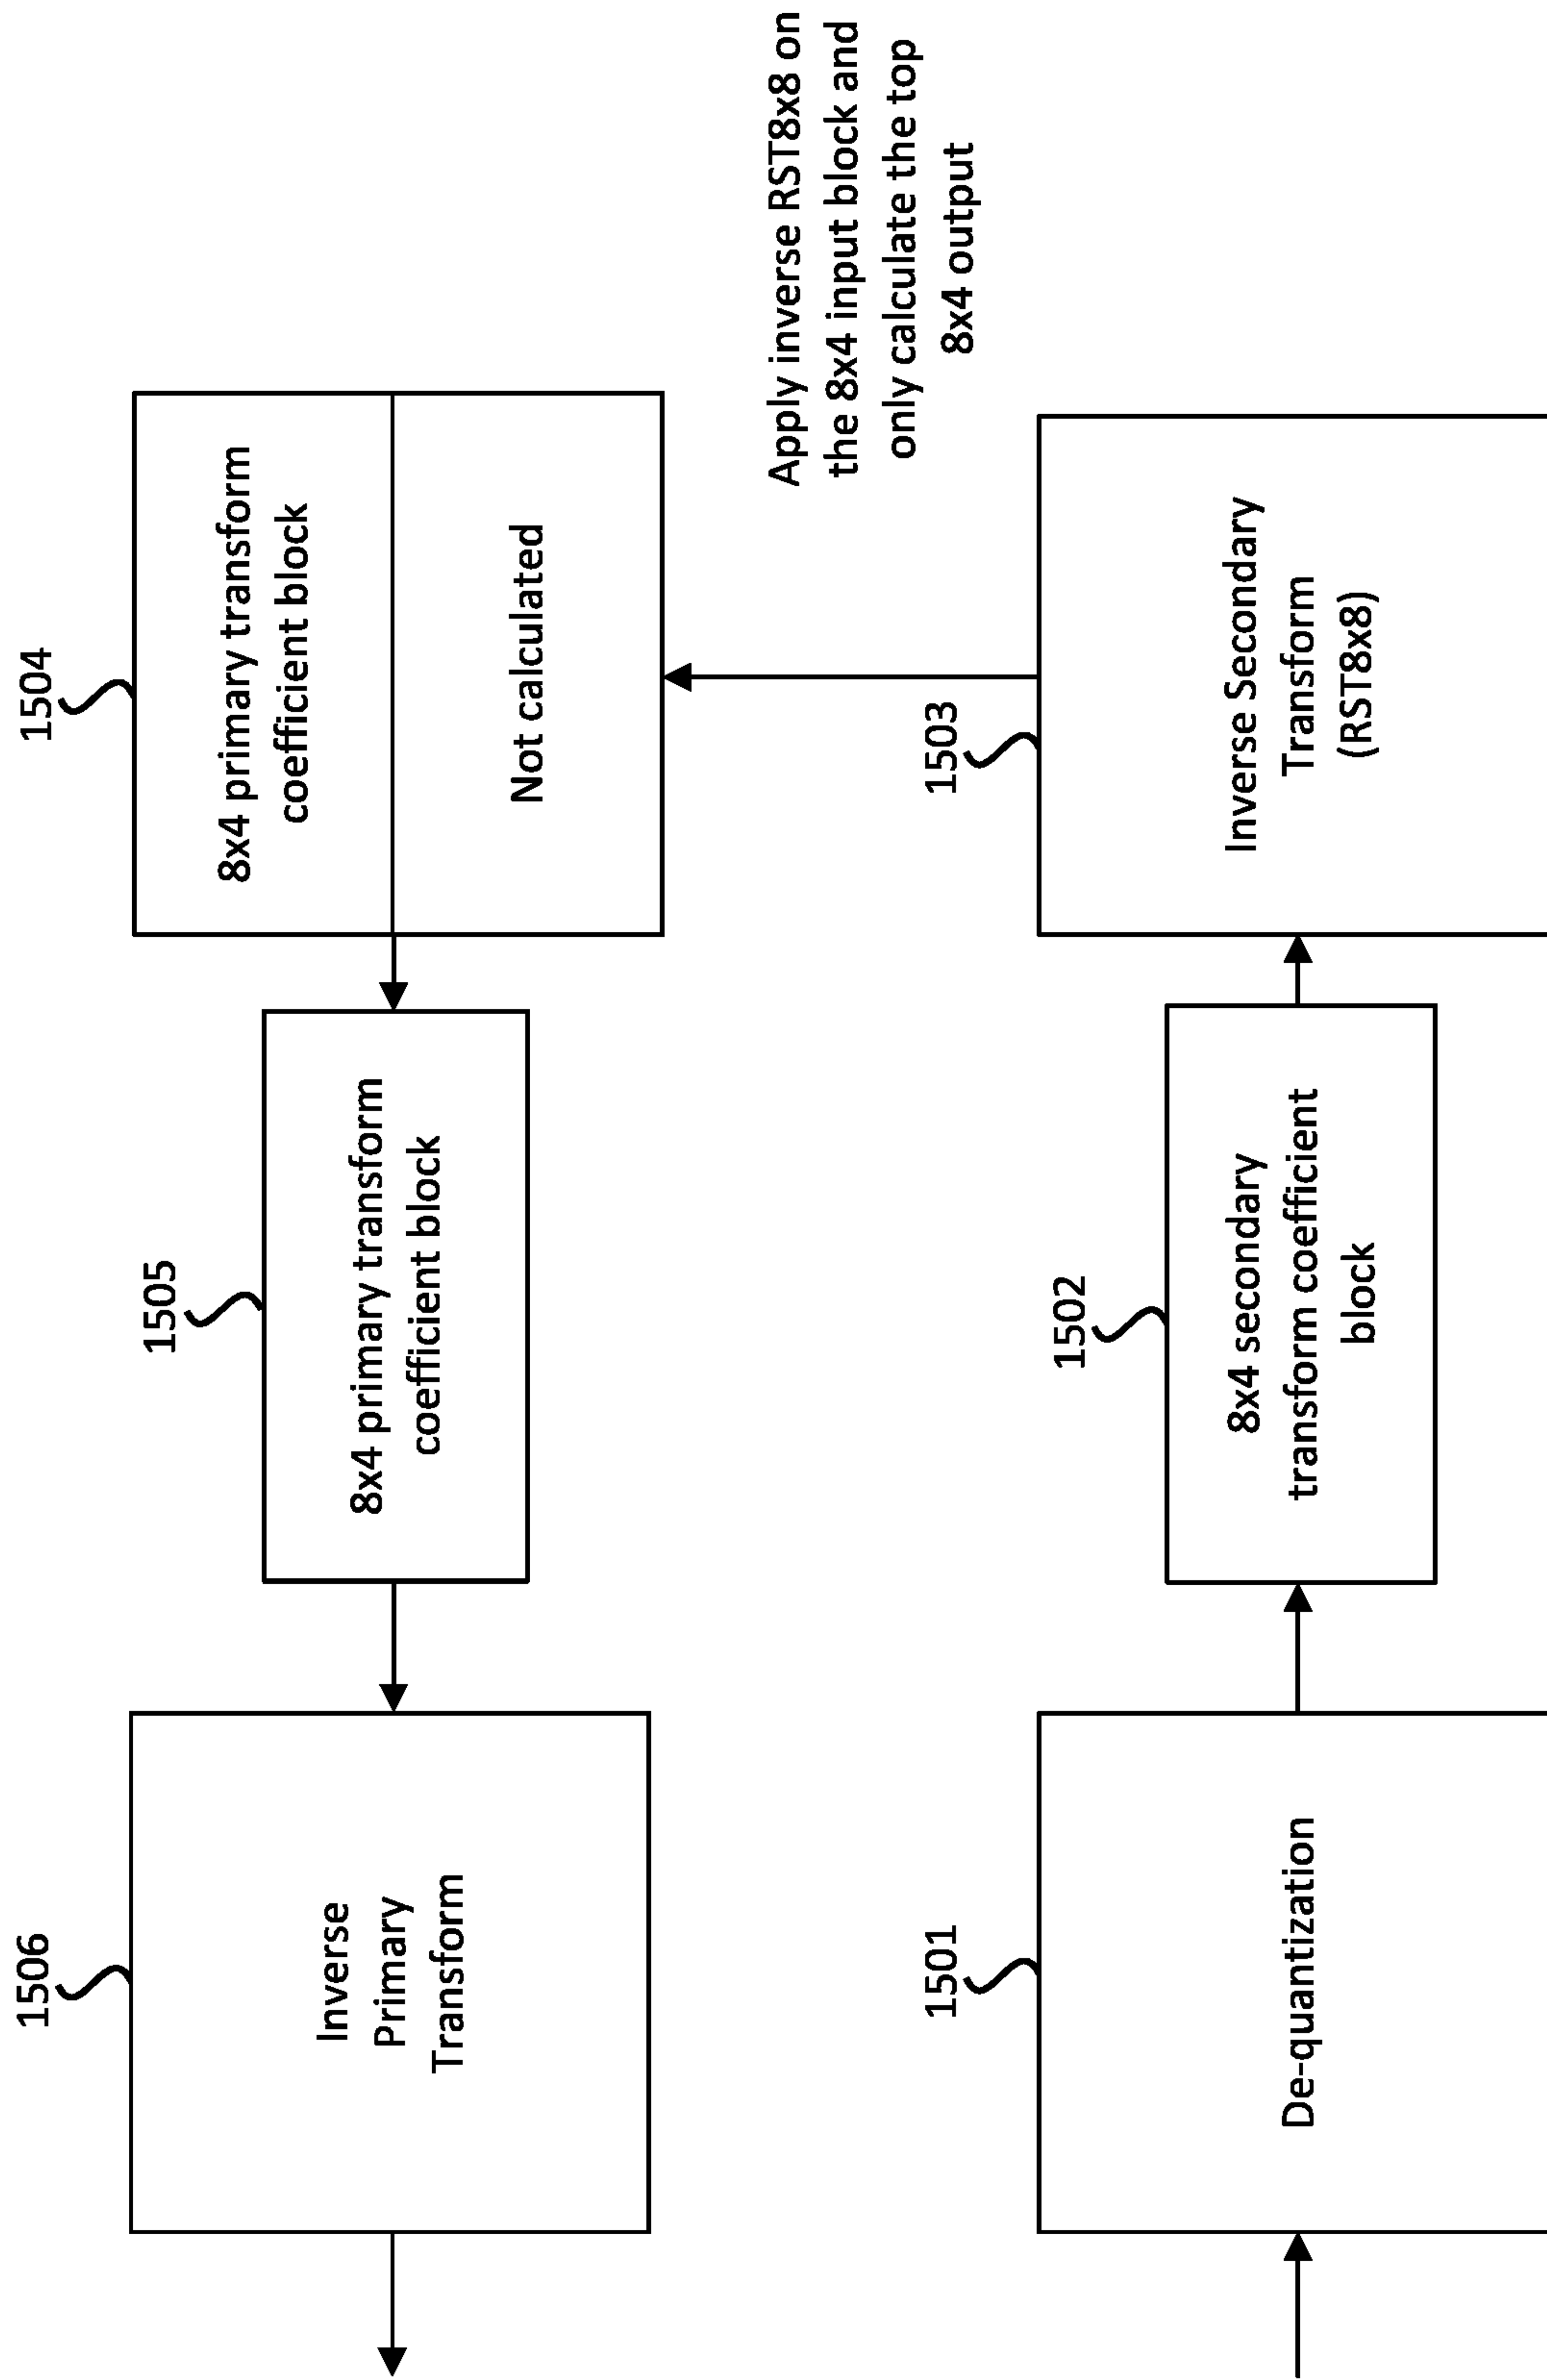 1506
Inverse
Primary
Transform
1505
8x4 primary transform
coefficient block
1504
8x4 primary transform
coefficient block
Not calculated
Apply inverse RST8x8 on
the 8x4 input block and
only calculate the top
8x4 output
1501
De-quantization
1502
8x4 secondary
transform coefficient
block
1503
Inverse Secondary
Transform
(RST8x8)